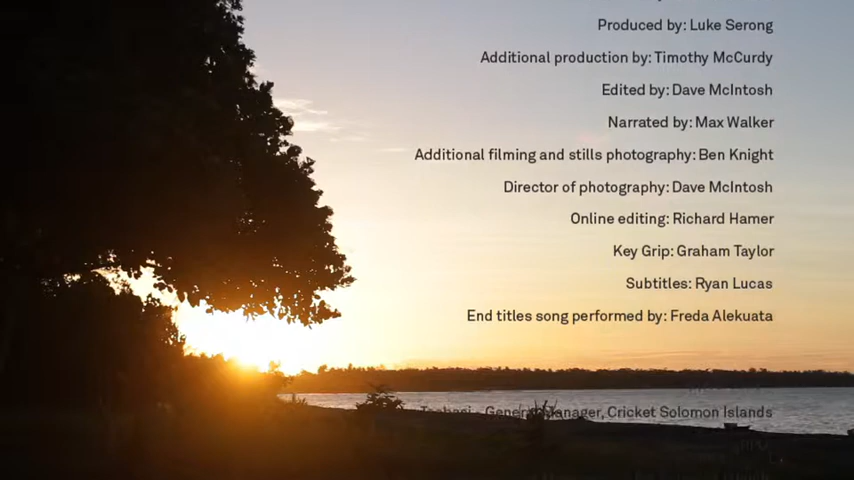 Produced by: Luke Serong
Additional production by: Timothy McCurdy
Edited by: Dave McIntosh
Narrated by: Max Walker
Additional filming and stills photography: Ben Knight
Director of photography: Dave McIntosh
Online editing: Richard Hamer
Key Grip: Graham Taylor
Subtitles: Ryan Lucas
End titles song performed by: Freda Alekuata
General Manager, Cricket Solomon Islands